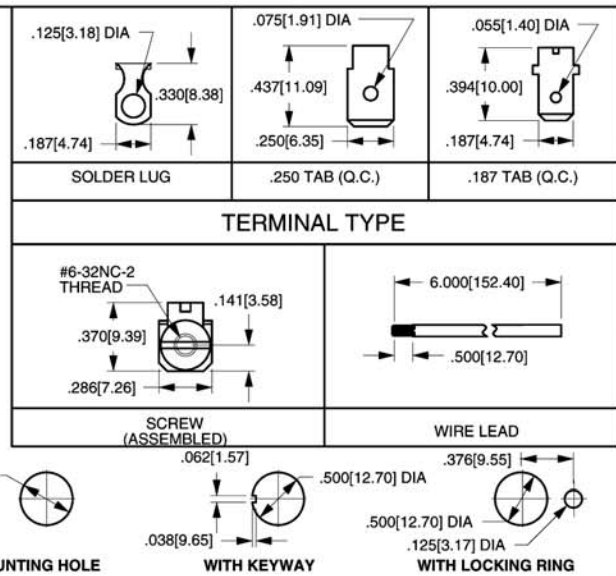 .125[3.18] DIA
.330[8.38]
.187[4.74]
SOLDER LUG
.075[1.91] DIA
.437[11.09]
.250[6.35]
.250 TAB (Q.C.)
.055[1.40] DIA
.394[10.00]
.187[4.74]
.187 TAB (Q.C.)
TERMINAL TYPE
#6-32NC-2
THREAD
.141[3.58]
.370[9.39]
.286[7.26]
SCREW
(ASSEMBLED)
6.000[152.40]
.500[12.70]
WIRE LEAD
UNTING HOLE
.062[1.57]
.500[12.70] DIA
.038[9.65]
WITH KEYWAY
.376[9.55]
.500[12.70] DIA
.125[3.17] DIA
WITH LOCKING RING